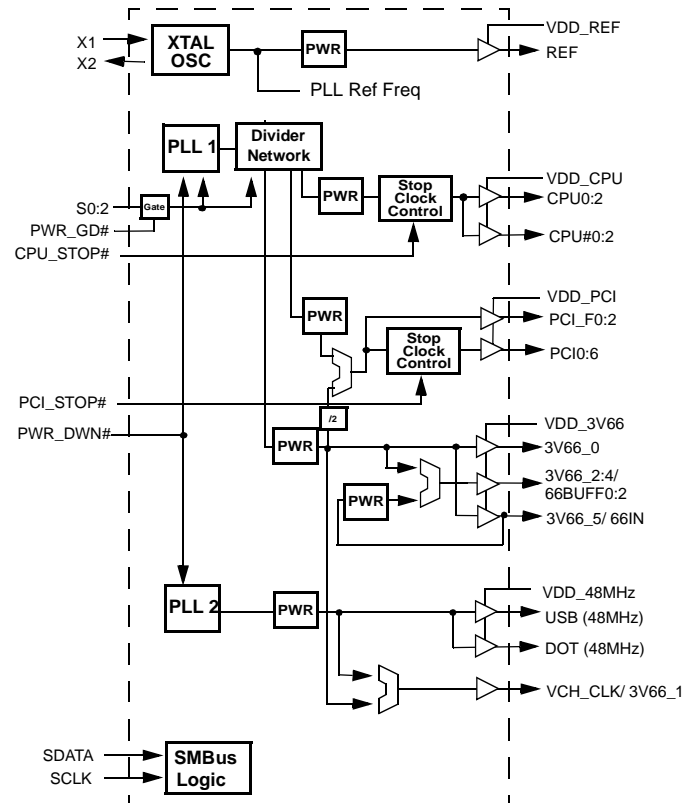 VDD_REF
X1
XTAL
OSC
PWR
REF
X2
PLL Ref Freq
PLL 1
Divider
Network
PWR
Stop
Clock
Control
VDD_CPU
CPU0:2
S0:2
Gate
PWR_GD#
CPU#0:2
CPU_STOP#
VDD_PCI
PWR
PCI_F0:2
Stop
Clock
Control
PCI0:6
PCI_STOP#
/2
VDD_3V66
PWR_DWN#
PWR
3V66_0
3V66_2:4/
66BUFF0:2
PWR
3V66_5/ 66IN
VDD_48MHz
PLL 2
PWR
USB (48MHz)
DOT (48MHz)
VCH_CLK/ 3V66_1
SDATA
SCLK
SMBus
Logic